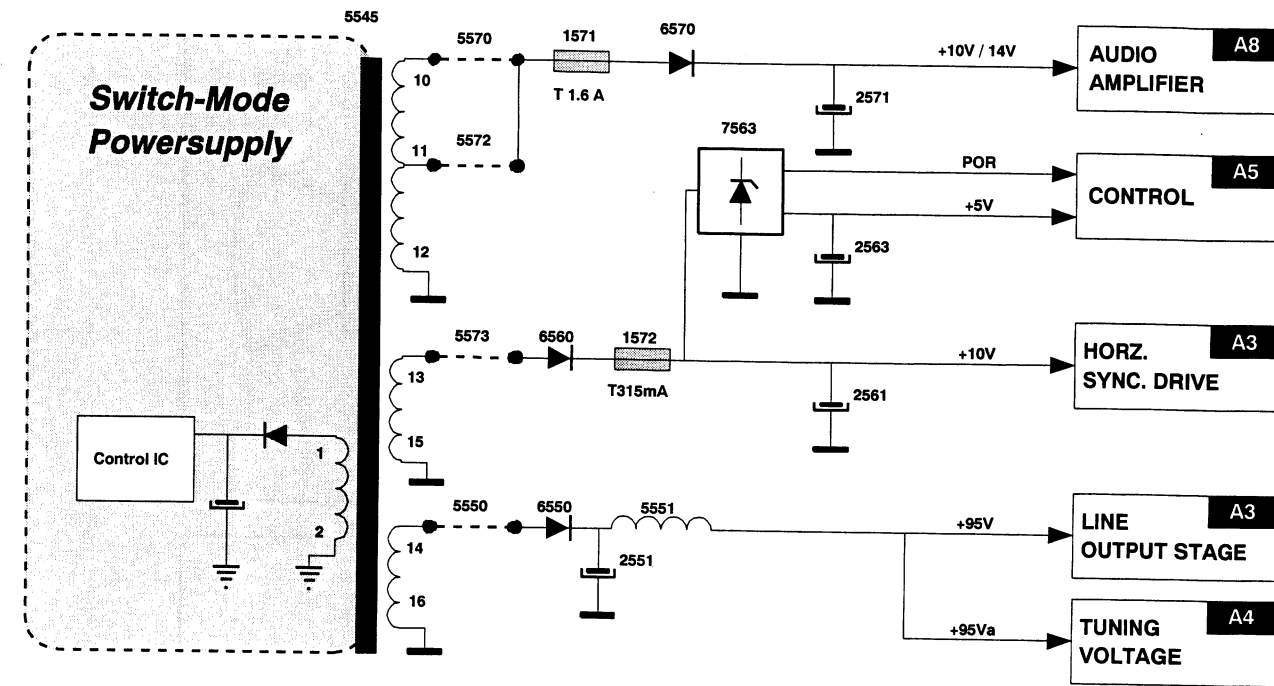 5545
Switch-Mode
Powersupply
5570
1571
6570
10
T 1.6 A
+10V / 14V
AUDIO
AMPLIFIER
A8
2571
11
5572
7563
POR
A5
CONTROL
+5V
2563
12
5573
6560
1572
13
T315mA
+10V
HORZ.
SYNC. DRIVE
A3
2561
15
Control IC
1
2
5550
6550
5551
14
2551
16
+95V
LINE
OUTPUT STAGE
A3
+95Va
TUNING
VOLTAGE
A4